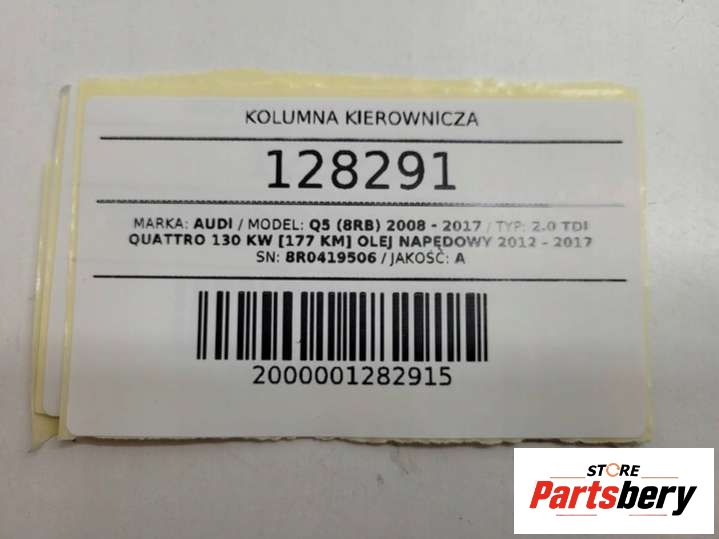 KOLUMNA KIEROWNICZA
128291
MARKA: AUDI / MODEL: Q5 (8RB) 2008 - 2017 / TYP: 2.0 TDI
QUATTRO 130 KW [177 KM] OLEJ NAPĘDOWY 2012 - 2017
SN: 8R0419506 / JAKOŚĆ: A
2000001282915
STORE
Partsbery